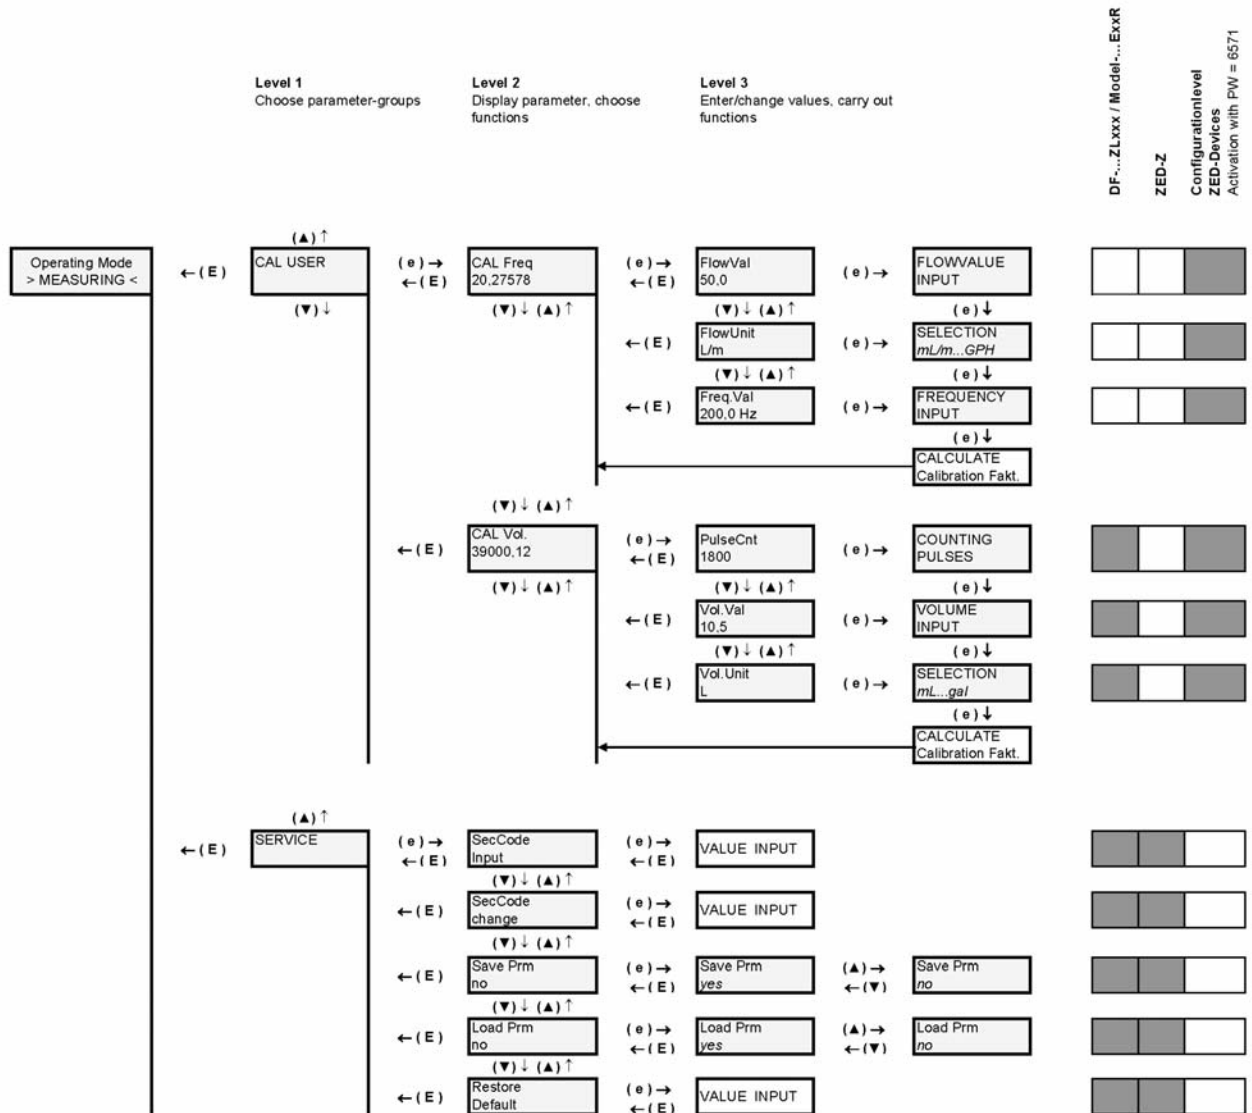 Level 1
Choose parameter-groups
Level 2
Display parameter, choose
functions
Level 3
Enter/change values, carry out
functions
DF-...ZLxxx / Model-...ExxR
ZED-Z
Configurationlevel
ZED-Devices
Activation with PW = 6571
(▲) ↑
Operating Mode
> MEASURING <
← ( E )
CAL USER
( e ) →
← ( E )
CAL Freq
20,27578
( e ) →
← ( E )
FlowVal
50,0
( e ) →
FLOWVALUE
INPUT
(▼) ↓
(▼) ↓ (▲) ↑
(▼) ↓ (▲) ↑
( e ) ↓
← ( E )
FlowUnit
L/m
( e ) →
SELECTION
mL/m...GPH
(▼) ↓ (▲) ↑
( e ) ↓
← ( E )
Freq.Val
200,0 Hz
( e ) →
FREQUENCY
INPUT
( e ) ↓
CALCULATE
Calibration Fakt.
(▼) ↓ (▲) ↑
← ( E )
CAL Vol.
39000,12
( e ) →
← ( E )
PulseCnt
1800
( e ) →
COUNTING
PULSES
(▼) ↓ (▲) ↑
(▼) ↓ (▲) ↑
( e ) ↓
← ( E )
Vol.Val
10,5
( e ) →
VOLUME
INPUT
(▼) ↓ (▲) ↑
( e ) ↓
← ( E )
Vol.Unit
L
( e ) →
SELECTION
mL...gal
( e ) ↓
CALCULATE
Calibration Fakt.
(▲) ↑
← ( E )
SERVICE
( e ) →
← ( E )
SecCode
Input
( e ) →
← ( E )
VALUE INPUT
(▼) ↓ (▲) ↑
← ( E )
SecCode
change
( e ) →
← ( E )
VALUE INPUT
(▼) ↓ (▲) ↑
← ( E )
Save Prm
no
( e ) →
← ( E )
Save Prm
yes
(▲) →
← (▼)
Save Prm
no
(▼) ↓ (▲) ↑
← ( E )
Load Prm
no
( e ) →
← ( E )
Load Prm
yes
(▲) →
← (▼)
Load Prm
no
(▼) ↓ (▲) ↑
← ( E )
Restore
Default
( e ) →
← ( E )
VALUE INPUT